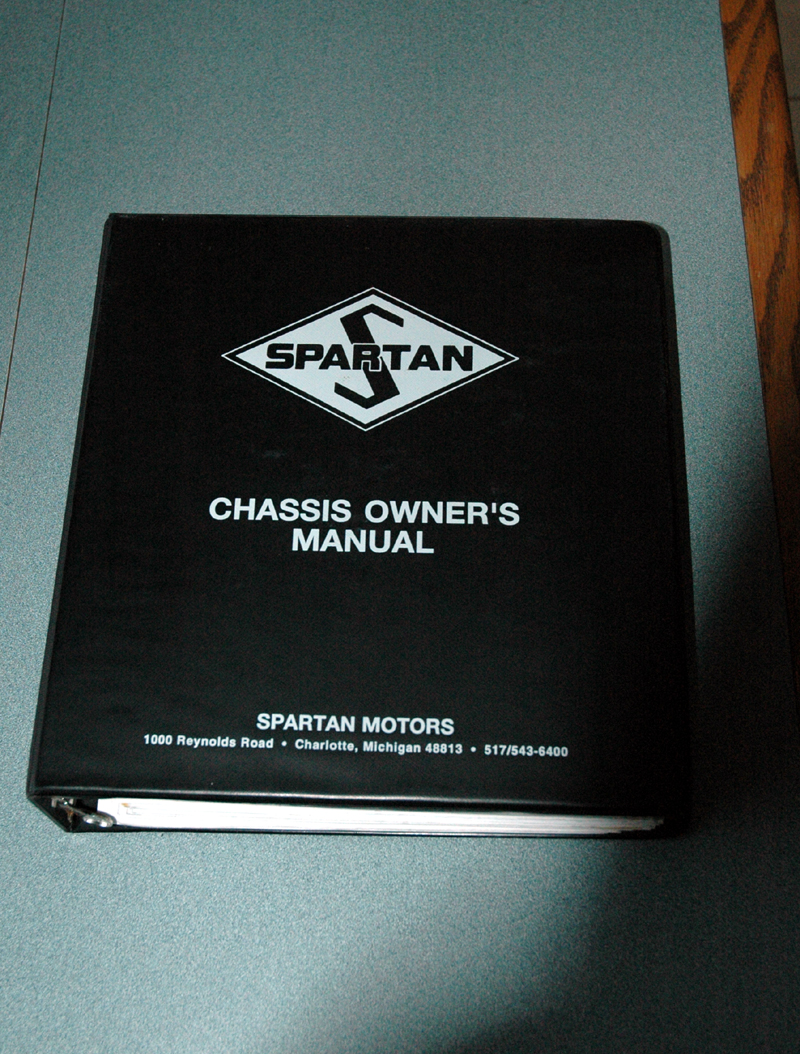 SPARTAN
CHASSIS OWNER'S
MANUAL
SPARTAN MOTORS
1000 Reynolds Road • Charlotte, Michigan 48813 • 517/543-6400